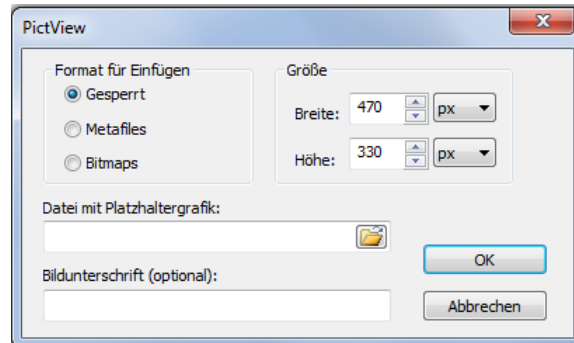 PictView
Format für Einfügen
Gesperrt
Metafiles
Bitmaps
Größe
Breite: 470 px
Höhe: 330 px
Datei mit Platzhaltergrafik:
Bildunterschrift (optional):
OK
Abbrechen